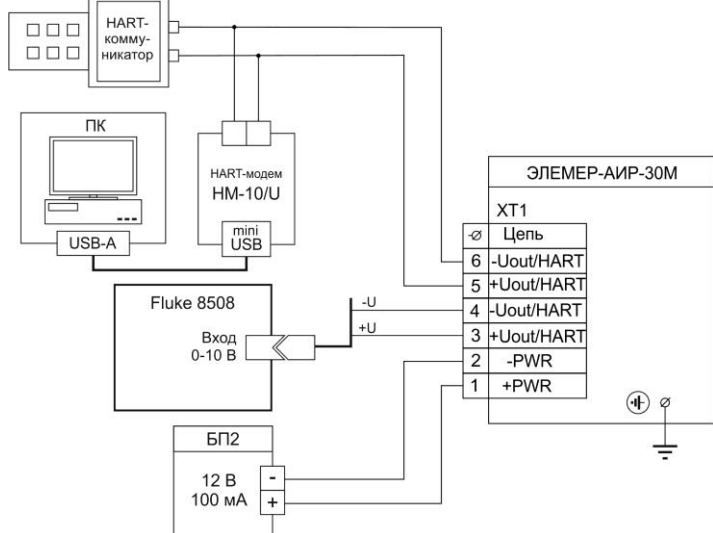 HART-
комму-
никатор
ПК
USB-A
HART-модем
HM-10/U
mini
USB
ЭЛЕМЕР-АИР-30М
XT1
Цепь
6 -Uout/HART
5 +Uout/HART
4 -Uout/HART
3 +Uout/HART
2 -PWR
1 +PWR
Fluke 8508
Вход
0-10 В
-U
+U
БП2
12 В
100 мА
-
+